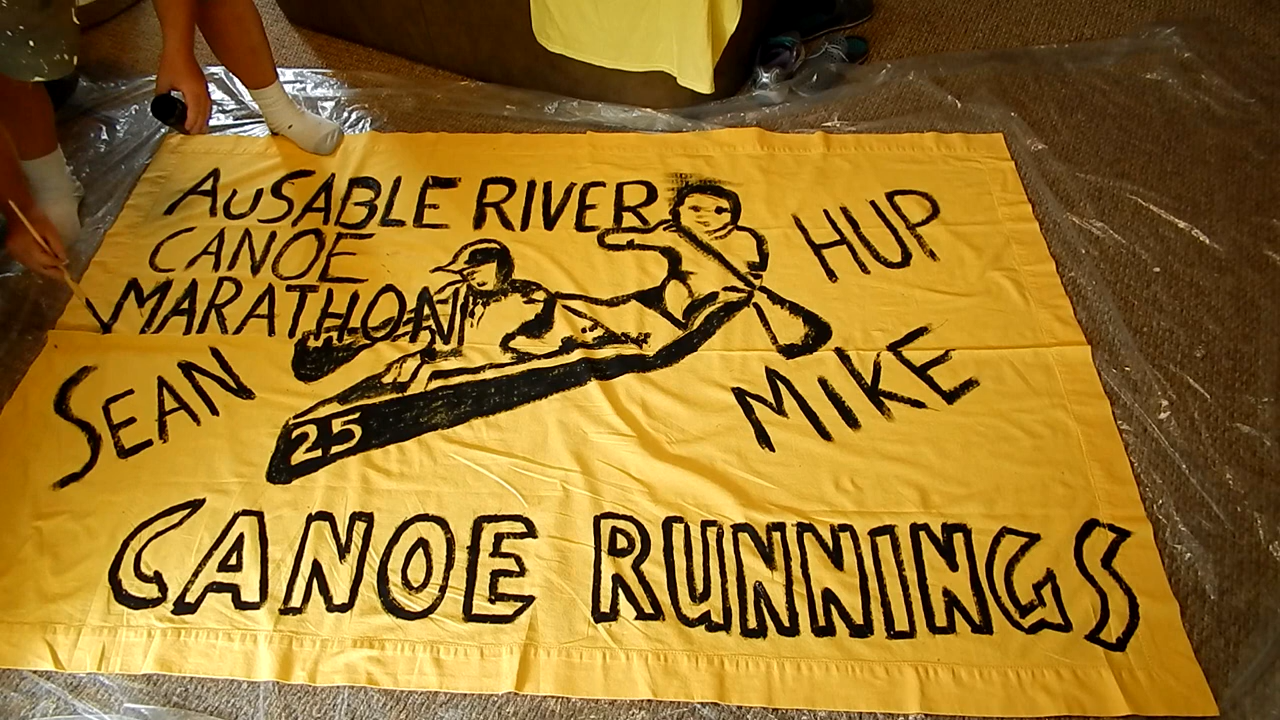 AUSABLE RIVER
CANOE
MARATHON
HUP
SEAN
MIKE
25
CANOE RUNNINGS